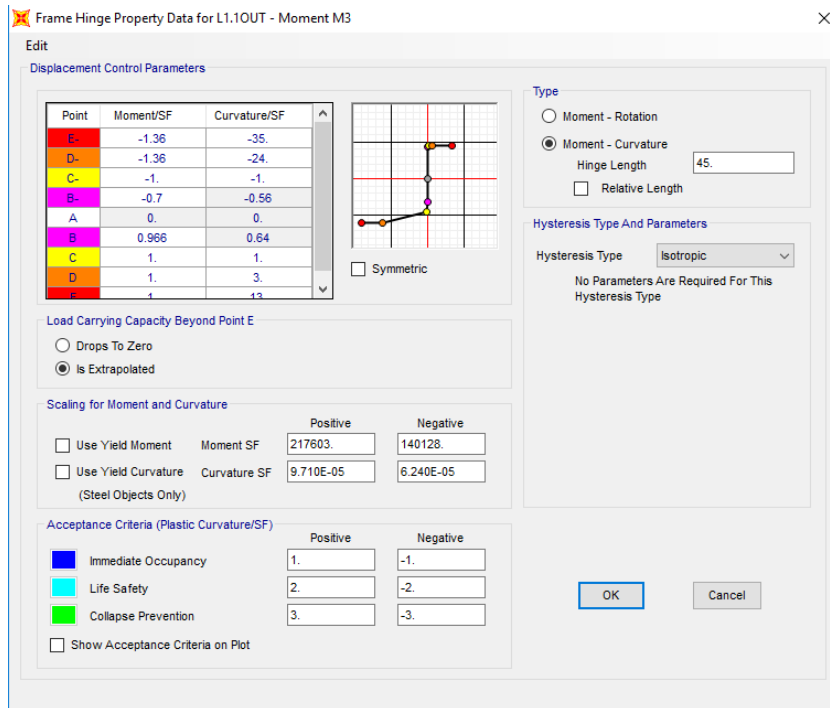 Frame Hinge Property Data for L1.1OUT - Moment M3
Edit
Displacement Control Parameters
Point Moment/SF Curvature/SF
E- -1.36 -35.
D- -1.36 -24.
C- -1. -1.
B- -0.7 -0.56
A 0. 0.
B 0.966 0.64
C 1. 1.
D 1. 3.
E 1. 13.
Symmetric
Load Carrying Capacity Beyond Point E
Drops To Zero
Is Extrapolated
Scaling for Moment and Curvature
Positive Negative
Use Yield Moment Moment SF 217603. 140128.
Use Yield Curvature Curvature SF 9.710E-05 6.240E-05
(Steel Objects Only)
Acceptance Criteria (Plastic Curvature/SF)
Positive Negative
Immediate Occupancy 1. -1.
Life Safety 2. -2.
Collapse Prevention 3. -3.
Show Acceptance Criteria on Plot
Type
Moment - Rotation
Moment - Curvature
Hinge Length 45.
Relative Length
Hysteresis Type And Parameters
Hysteresis Type Isotropic
No Parameters Are Required For This
Hysteresis Type
OK Cancel